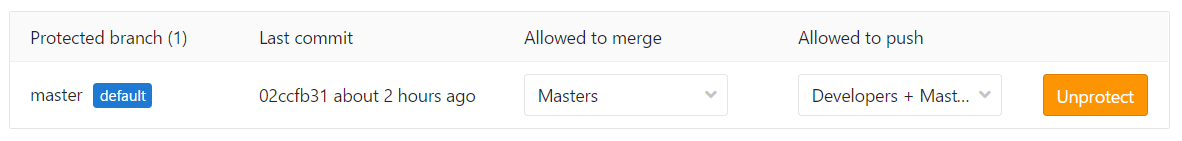 Protected branch (1) Last commit Allowed to merge Allowed to push
master default 02ccfb31 about 2 hours ago Masters Developers + Mast... Unprotect